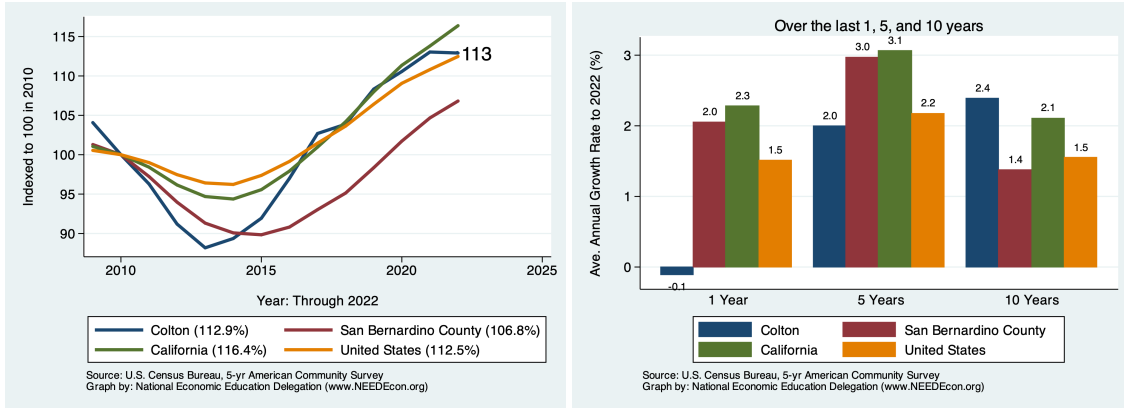 115
110
105
100
95
90
Indexed to 100 in 2010
113
2010
2015
2020
2025
Year: Through 2022
Colton (112.9%)
San Bernardino County (106.8%)
California (116.4%)
United States (112.5%)
Source: U.S. Census Bureau, 5-yr American Community Survey
Graph by: National Economic Education Delegation (www.NEEDEcon.org)
Over the last 1, 5, and 10 years
Ave. Annual Growth Rate to 2022 (%)
3
2
1
0
-0.1
2.0
2.3
1.5
2.0
3.0
3.1
2.2
2.4
1.4
2.1
1.5
1 Year
5 Years
10 Years
Colton
San Bernardino County
California
United States
Source: U.S. Census Bureau, 5-yr American Community Survey
Graph by: National Economic Education Delegation (www.NEEDEcon.org)